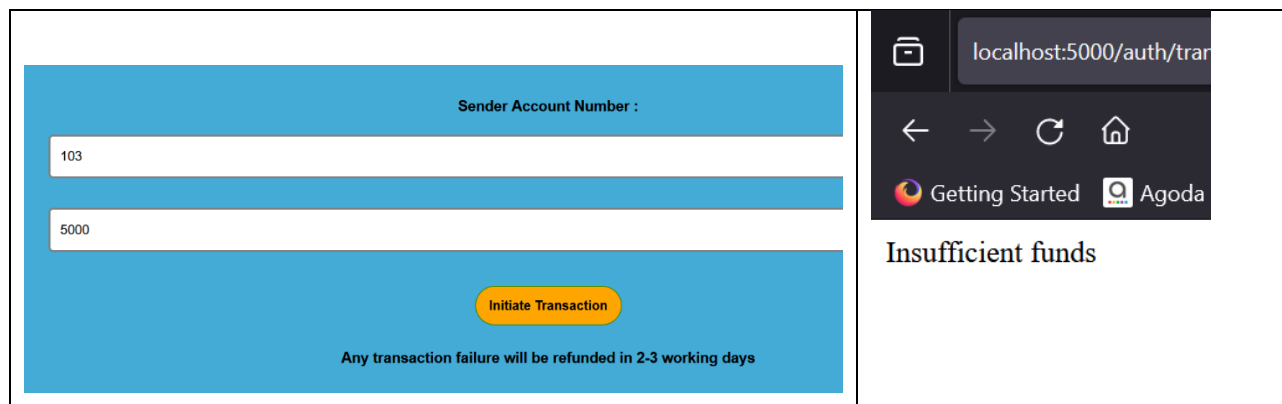 Sender Account Number :
103
5000
Initiate Transaction
Any transaction failure will be refunded in 2-3 working days
localhost:5000/auth/tran
Getting Started
Agoda
Insufficient funds